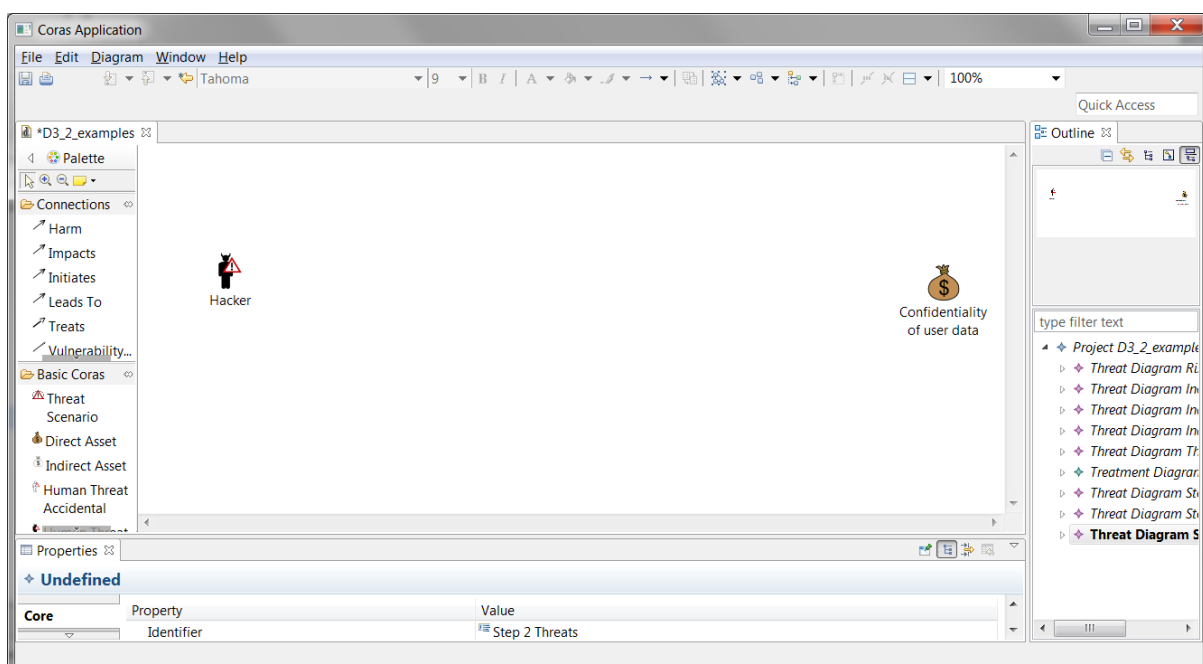 Coras Application
File Edit Diagram Window Help
Tahoma 9 B I A 100%
Quick Access
*D3_2_examples
Palette
Connections
Harm
Impacts
Initiates
Leads To
Treats
Vulnerability...
Basic Coras
Threat
Scenario
Direct Asset
Indirect Asset
Human Threat
Accidental
Hacker
Confidentiality
of user data
Outline
type filter text
Project D3_2_example
Threat Diagram Ri
Threat Diagram In
Threat Diagram In
Threat Diagram In
Threat Diagram Th
Treatment Diagran
Threat Diagram St
Threat Diagram St
Threat Diagram S
Properties
Undefined
Core
Property Value
Identifier Step 2 Threats